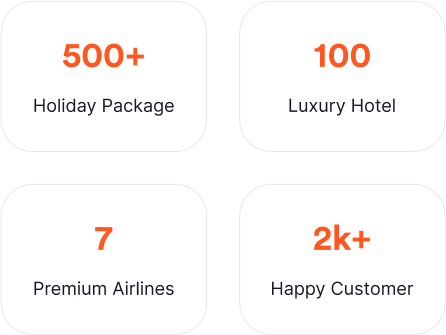 500+
Holiday Package
100
Luxury Hotel
7
Premium Airlines
2k+
Happy Customer